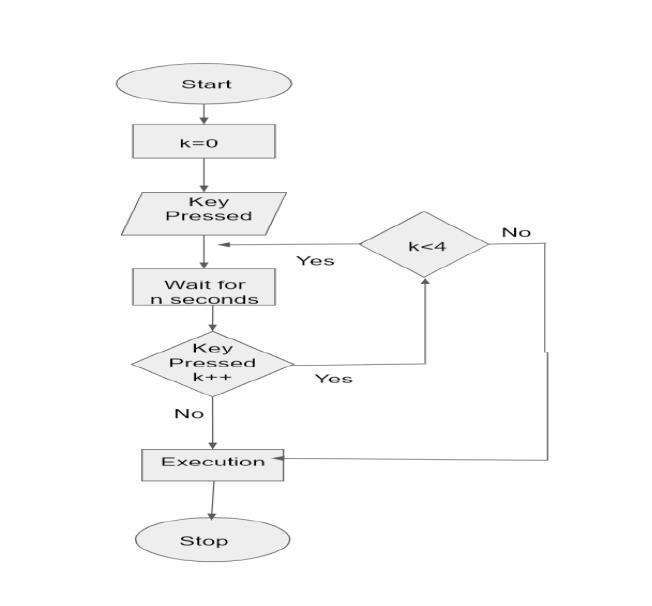 Start
k=0
Key
Pressed
k<4
No
Yes
Wait for
n seconds
Key
Pressed
k++
Yes
No
Execution
Stop